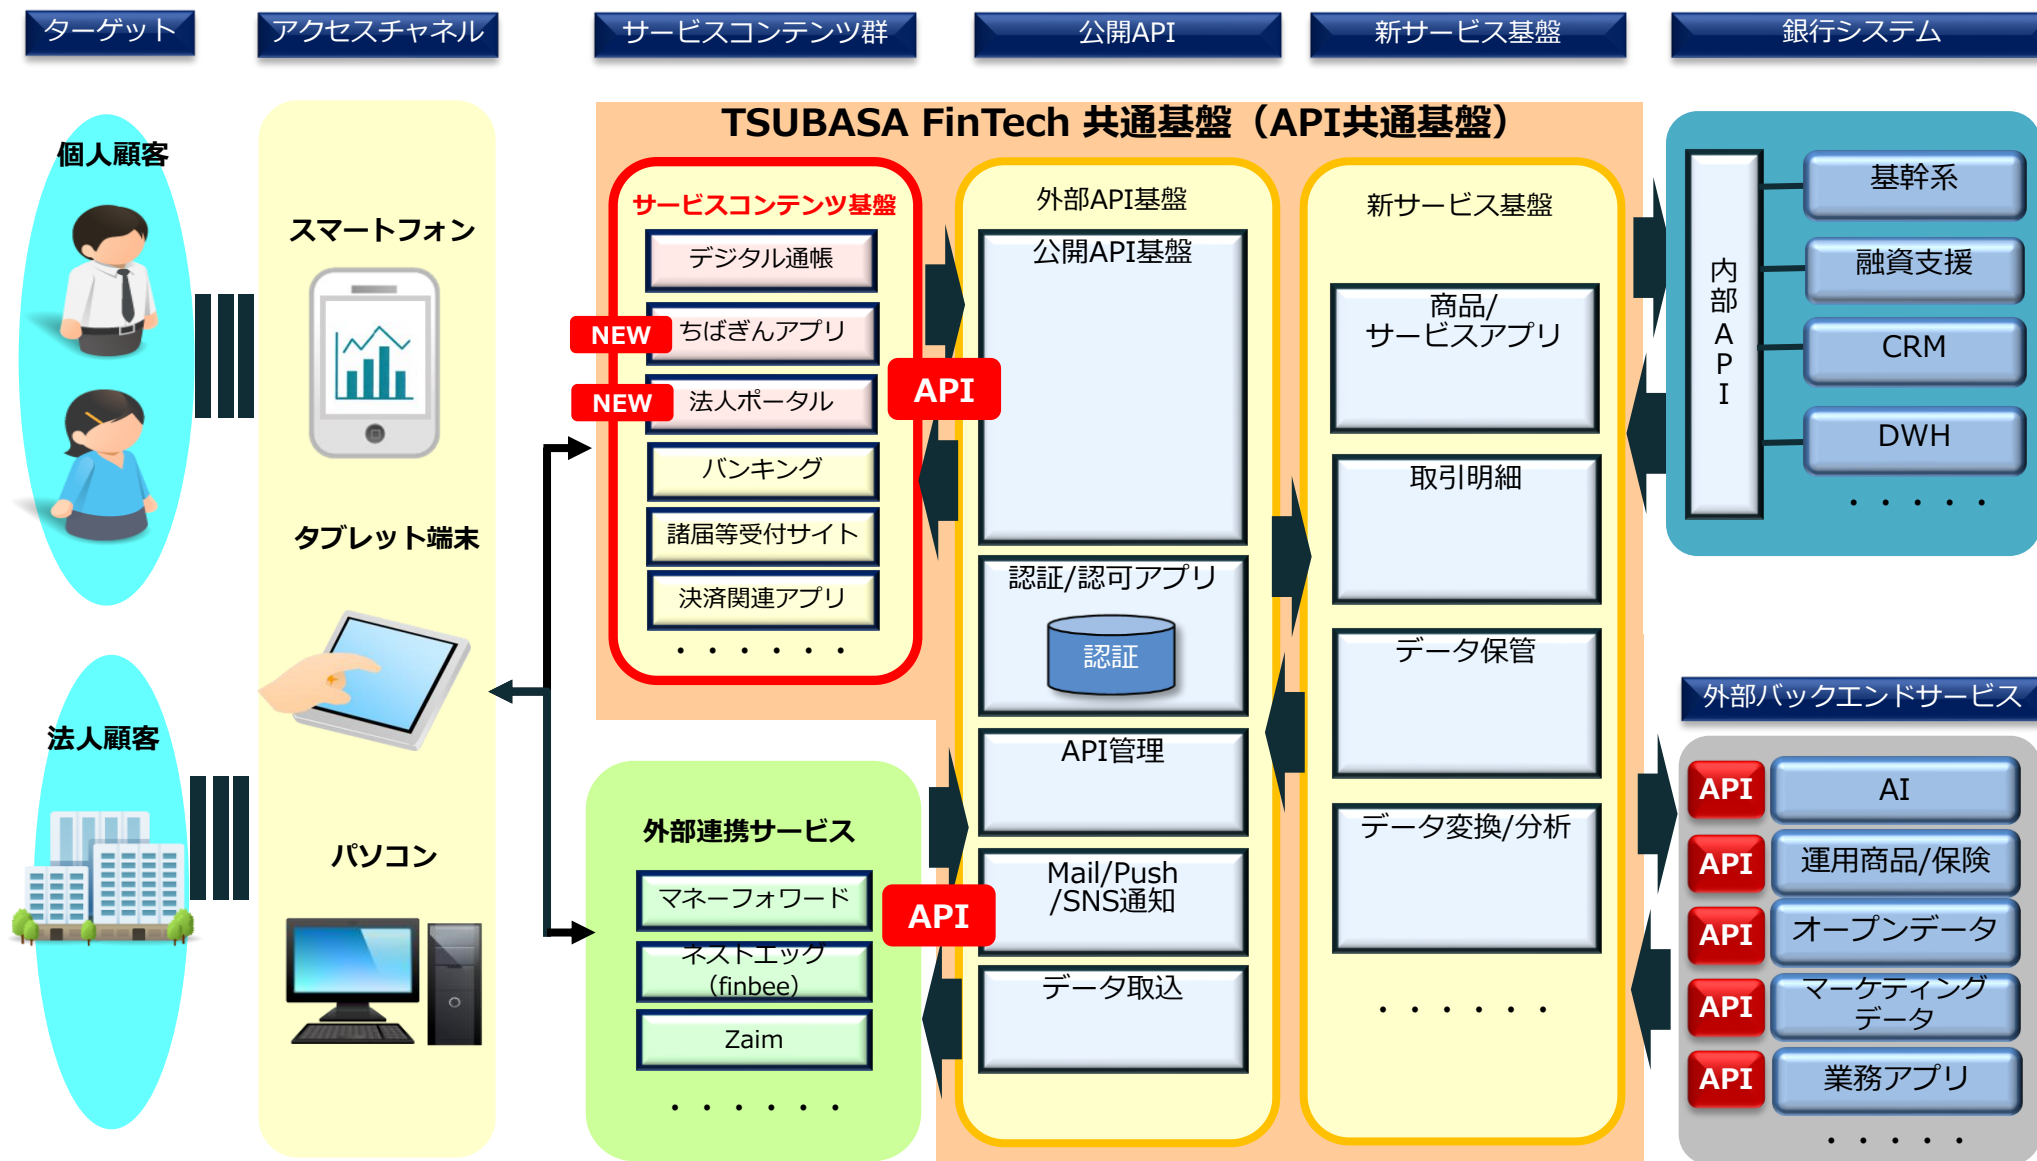 ターゲット
アクセスチャネル
サービスコンテンツ群
公開API
新サービス基盤
銀行システム
個人顧客
法人顧客
スマートフォン
タブレット端末
パソコン
TSUBASA FinTech 共通基盤（API共通基盤）
サービスコンテンツ基盤
デジタル通帳
NEW
ちばぎんアプリ
NEW
法人ポータル
バンキング
諸届等受付サイト
決済関連アプリ
・・・・・・
API
外部連携サービス
マネーフォワード
ネストエッグ
（finbee）
Zaim
・・・・・・
API
外部API基盤
公開API基盤
認証/認可アプリ
認証
API管理
Mail/Push
/SNS通知
データ取込
新サービス基盤
商品/
サービスアプリ
取引明細
データ保管
データ変換/分析
・・・・・・
内部API
基幹系
融資支援
CRM
DWH
・・・・・
外部バックエンドサービス
API
AI
API
運用商品/保険
API
オープンデータ
API
マーケティング
データ
API
業務アプリ
・・・・・